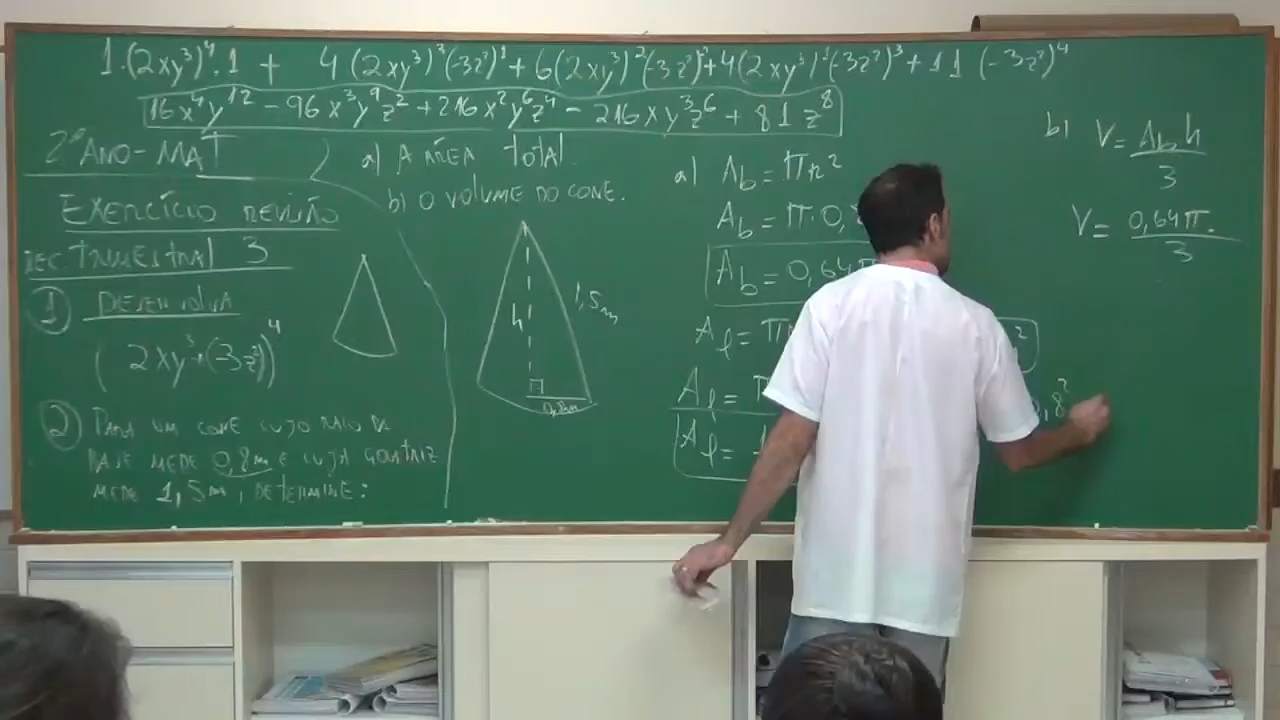 1.(2xy³)⁴.1 + 4(2xy³)³(-3z²)¹+6(2xy³)²(-3z²)²+4(2xy³)¹(-3z²)³+1 1 (-3z²)⁴
16x⁴y¹² - 96x³y⁹z² + 216x²y⁶z⁴ - 216xy³z⁶ + 81z⁸
2º ANO - MAT
EXERCÍCIO REVISÃO
REC TRIMESTRAL 3
1) DESENVOLVA
(2xy³+(-3z²))⁴
2) PARA UM CONE CUJO RAIO DA
BASE MEDE 0,8m E CUJA GERATRIZ
MEDE 1,5m, DETERMINE:
a) A ÁREA TOTAL.
b) O VOLUME DO CONE.
h
1,5m
0,8m
a) Ab = πr²
Ab = π.0,
Ab = 0,64
Al = π
Al =
Al =
,8²
b) V = Ab h / 3
V = 0,64π. / 3